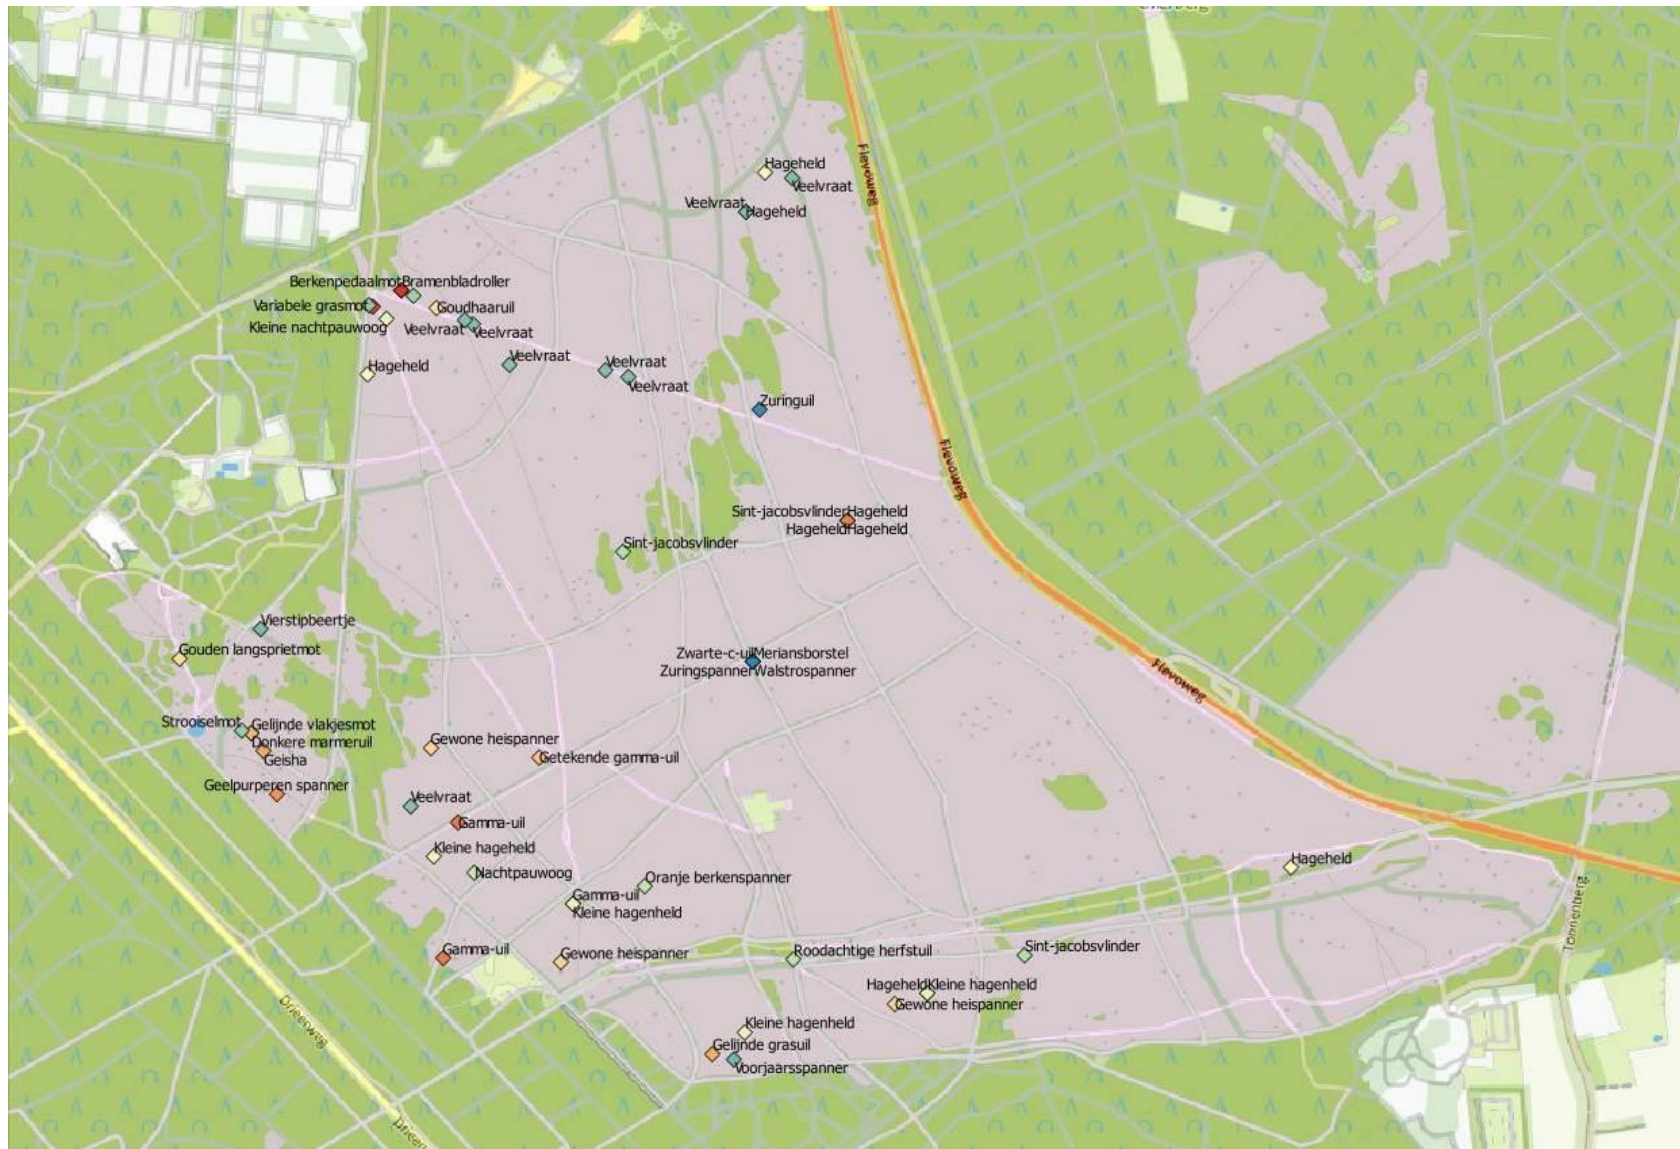 Flevoweg
Hageheld
Veelvraat
Veelvraat
Hageheld
Berkenpedaalmot
Bramenbladroller
Variabele grasmot
Goudhaaruil
Kleine nachtpauwoog
Veelvraat
Veelvraat
Veelvraat
Veelvraat
Hageheld
Veelvraat
Zuringuil
Flevoweg
Sint-jacobsvlinder
Hageheld
Hageheld
Hageheld
Sint-jacobsvlinder
Vierstipbeertje
Gouden langsprietmot
Zwarte-c-uil
Meriansborstel
Zuringspanner
Walstrospanner
Flevoweg
Strooiselmot
Gelijnde vlakjesmot
Donkere marmeruil
Geisha
Gewone heispanner
Getekende gamma-uil
Geelpurperen spanner
Veelvraat
Gamma-uil
Kleine hageheld
Hageheld
Nachtpauwoog
Oranje berkenspanner
Gamma-uil
Kleine hagenheld
Tonnenberg
Gamma-uil
Gewone heispanner
Roodachtige herfstuil
Sint-jacobsvlinder
Hageheld
Kleine hagenheld
Gewone heispanner
Drieërweg
Kleine hagenheld
Gelijnde grasuil
Voorjaarsspanner